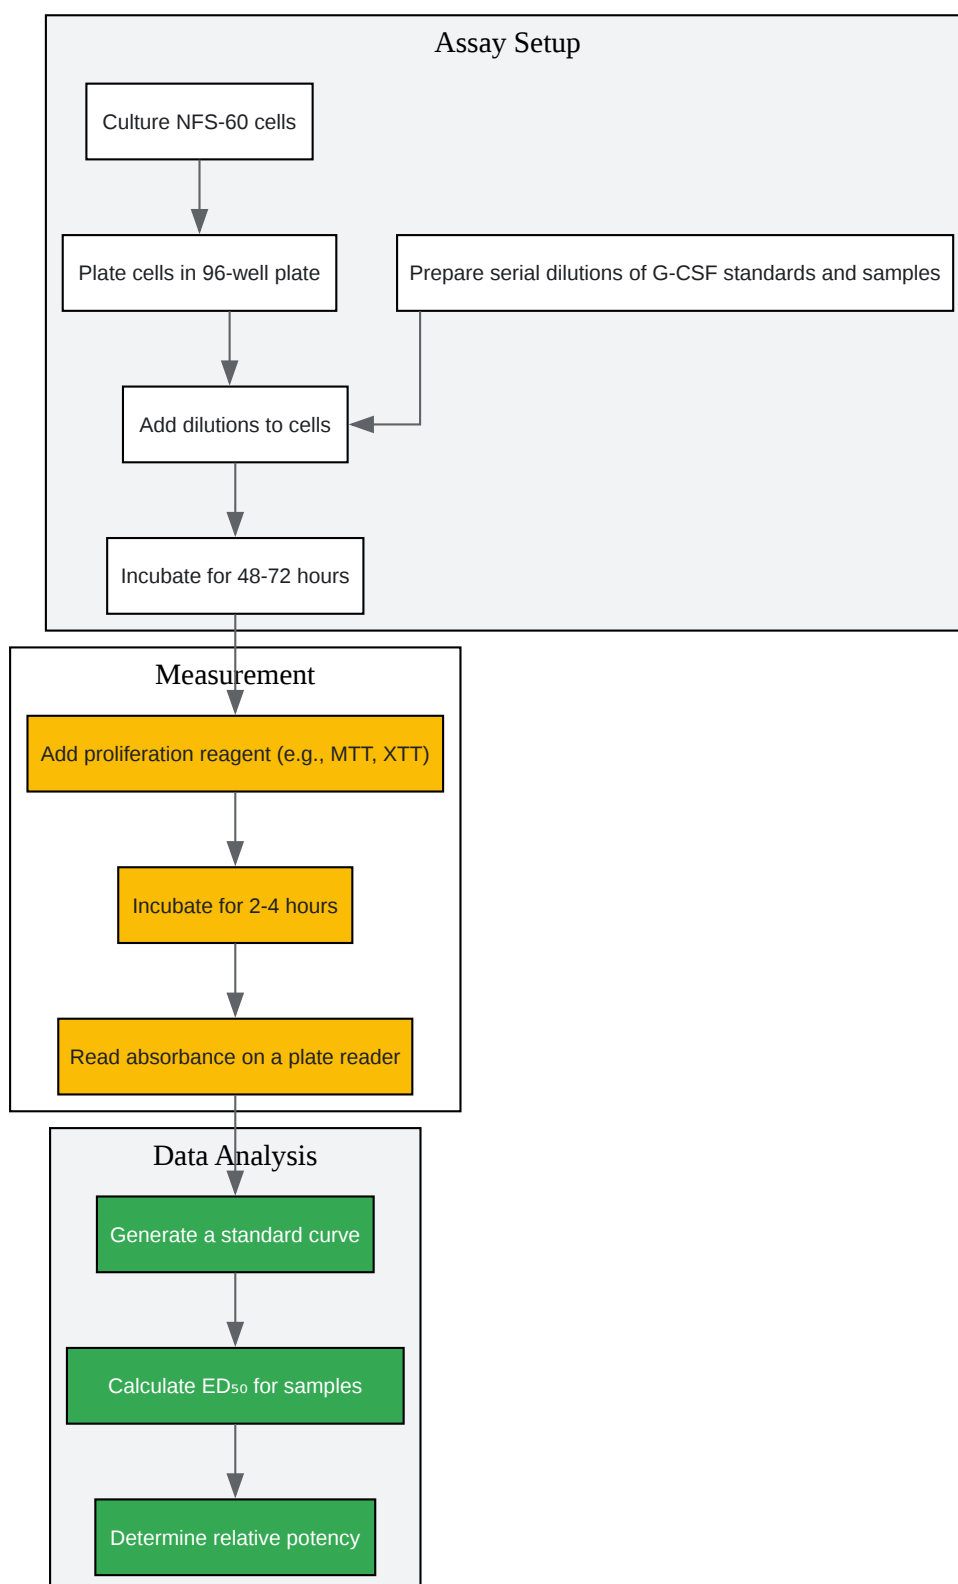 Assay Setup
Culture NFS-60 cells
Plate cells in 96-well plate
Prepare serial dilutions of G-CSF standards and samples
Add dilutions to cells
Incubate for 48-72 hours
Measurement
Add proliferation reagent (e.g., MTT, XTT)
Incubate for 2-4 hours
Read absorbance on a plate reader
Data Analysis
Generate a standard curve
Calculate ED₅₀ for samples
Determine relative potency